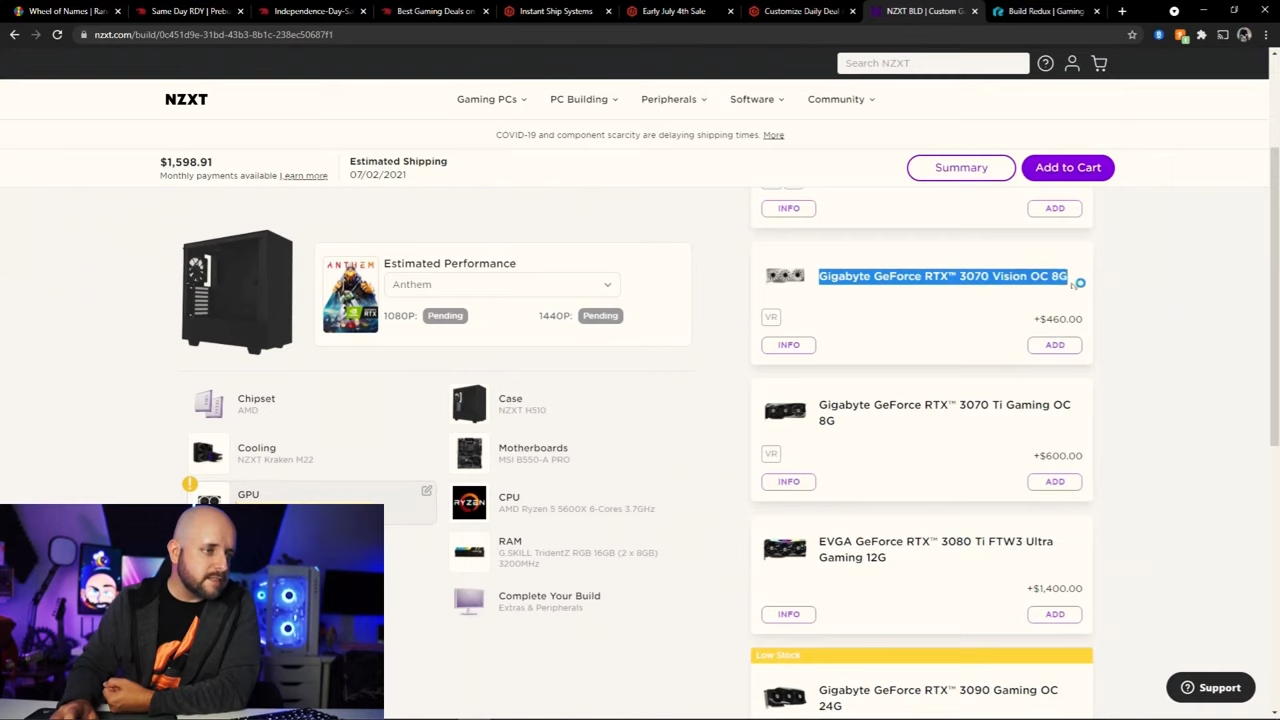 Wheel of Names | Ran
Same Day RDY | Preb
Independence-Day-Sa
Best Gaming Deals on
Instant Ship Systems
Early July 4th Sale
Customize Daily Deal
NZXT BLD | Custom G
Build Redux | Gaming
nzxt.com/build/0c451d9e-31bd-43b3-8b1c-238ec50687f1
Search NZXT
NZXT
Gaming PCs
PC Building
Peripherals
Software
Community
COVID-19 and component scarcity are delaying shipping times. More
$1,598.91
Monthly payments available | Learn more
Estimated Shipping
07/02/2021
Summary
Add to Cart
INFO
ADD
ANTHEM
Estimated Performance
Anthem
1080P: Pending
1440P: Pending
Chipset
AMD
Case
NZXT H510
Cooling
NZXT Kraken M22
Motherboards
MSI B550-A PRO
GPU
CPU
AMD Ryzen 5 5600X 6-Cores 3.7GHz
RYZEN
RAM
G.SKILL TridentZ RGB 16GB (2 x 8GB)
3200MHz
Complete Your Build
Extras & Peripherals
Gigabyte GeForce RTX™ 3070 Vision OC 8G
VR
+$460.00
INFO
ADD
Gigabyte GeForce RTX™ 3070 Ti Gaming OC
8G
VR
+$600.00
INFO
ADD
EVGA GeForce RTX™ 3080 Ti FTW3 Ultra
Gaming 12G
+$1,400.00
INFO
ADD
Low Stock
Gigabyte GeForce RTX™ 3090 Gaming OC
24G
Support